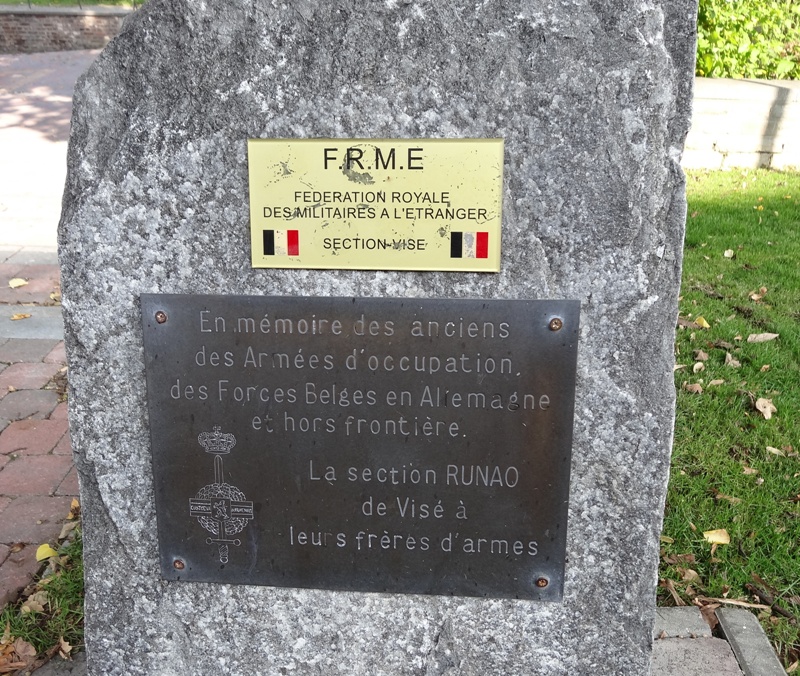 F.R.M.E
FEDERATION ROYALE
DES MILITAIRES A L'ETRANGER
SECTION-VISE
En mémoire des anciens
des Armées d'occupation,
des Forces Belges en Allemagne
et hors frontière.
La section RUNAO
de Visé à
leurs frères d'armes